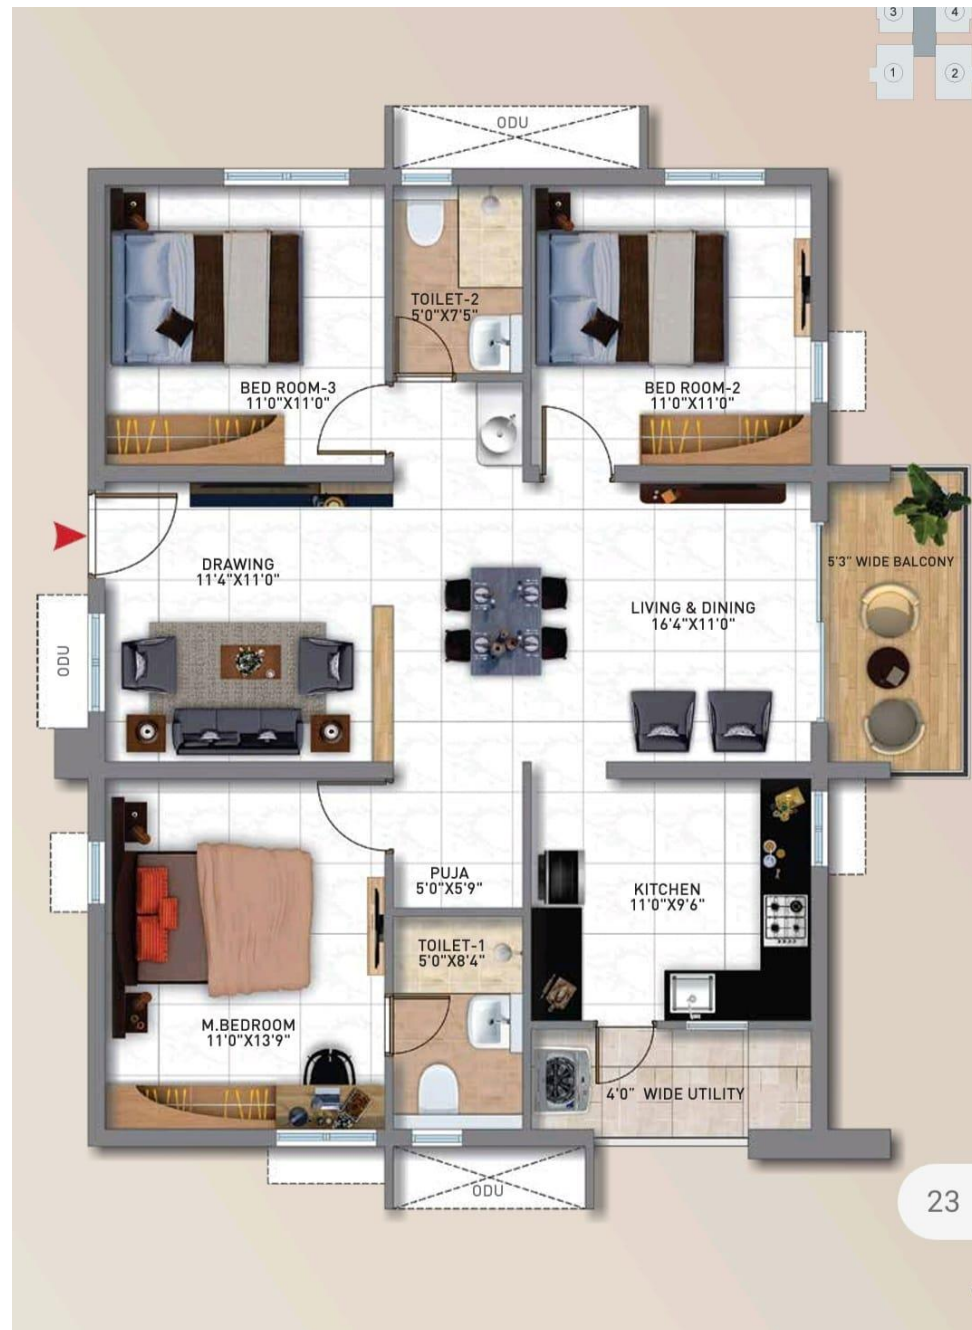 3
4
1
2
ODU
TOILET-2
5'0"X7'5"
BED ROOM-3
11'0"X11'0"
BED ROOM-2
11'0"X11'0"
DRAWING
11'4"X11'0"
5'3" WIDE BALCONY
LIVING & DINING
16'4"X11'0"
ODU
PUJA
5'0"X5'9"
KITCHEN
11'0"X9'6"
TOILET-1
5'0"X8'4"
M.BEDROOM
11'0"X13'9"
4'0" WIDE UTILITY
ODU
23